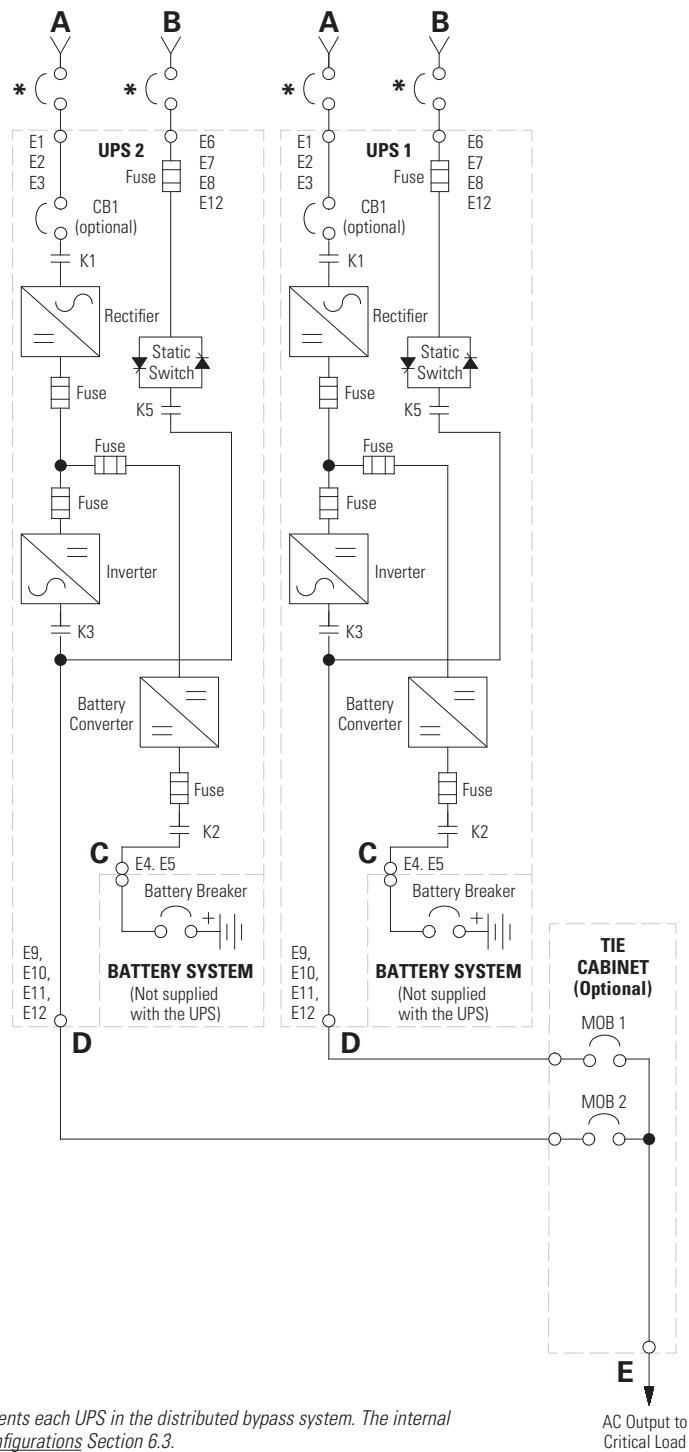 A
B
A
B
*
*
*
*
E1
E2
E3
UPS 2
E6
E7
E8
E12
Fuse
CB1
(optional)
K1
Rectifier
Static
Switch
Fuse
K5
Fuse
Fuse
Inverter
K3
Battery
Converter
Fuse
K2
C
E4. E5
Battery Breaker
+
BATTERY SYSTEM
(Not supplied
with the UPS)
E9,
E10,
E11,
E12
D
E1
E2
E3
UPS 1
E6
E7
E8
E12
Fuse
CB1
(optional)
K1
Rectifier
Static
Switch
Fuse
K5
Fuse
Fuse
Inverter
K3
Battery
Converter
Fuse
K2
C
E4. E5
Battery Breaker
+
BATTERY SYSTEM
(Not supplied
with the UPS)
E9,
E10,
E11,
E12
D
TIE
CABINET
(Optional)
MOB 1
MOB 2
E
AC Output to
Critical Load
each UPS in the distributed bypass system. The internal
Section 6.3.